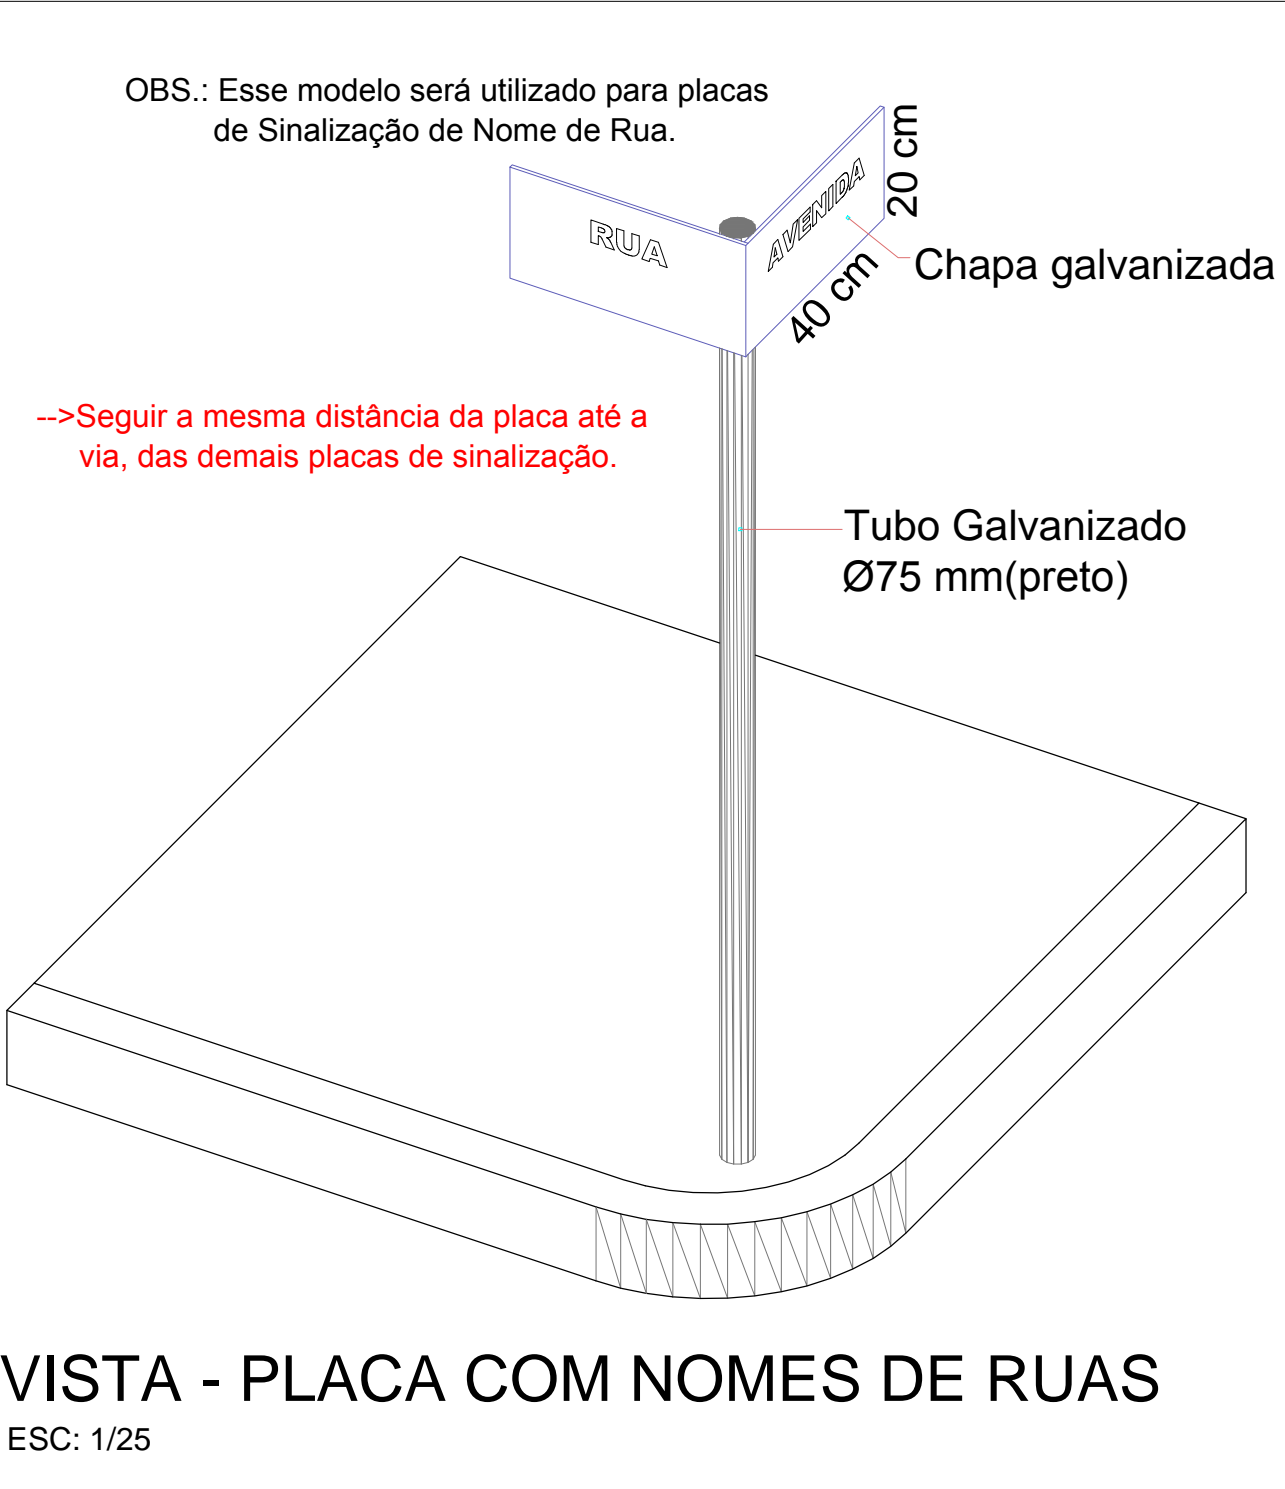 OBS.: Esse modelo será utilizado para placas
de Sinalização de Nome de Rua.
20 cm
RUA
AVENIDA
Chapa galvanizada
40 cm
-->Seguir a mesma distância da placa até a
via, das demais placas de sinalização.
Tubo Galvanizado
Ø75 mm(preto)
VISTA - PLACA COM NOMES DE RUAS
ESC: 1/25